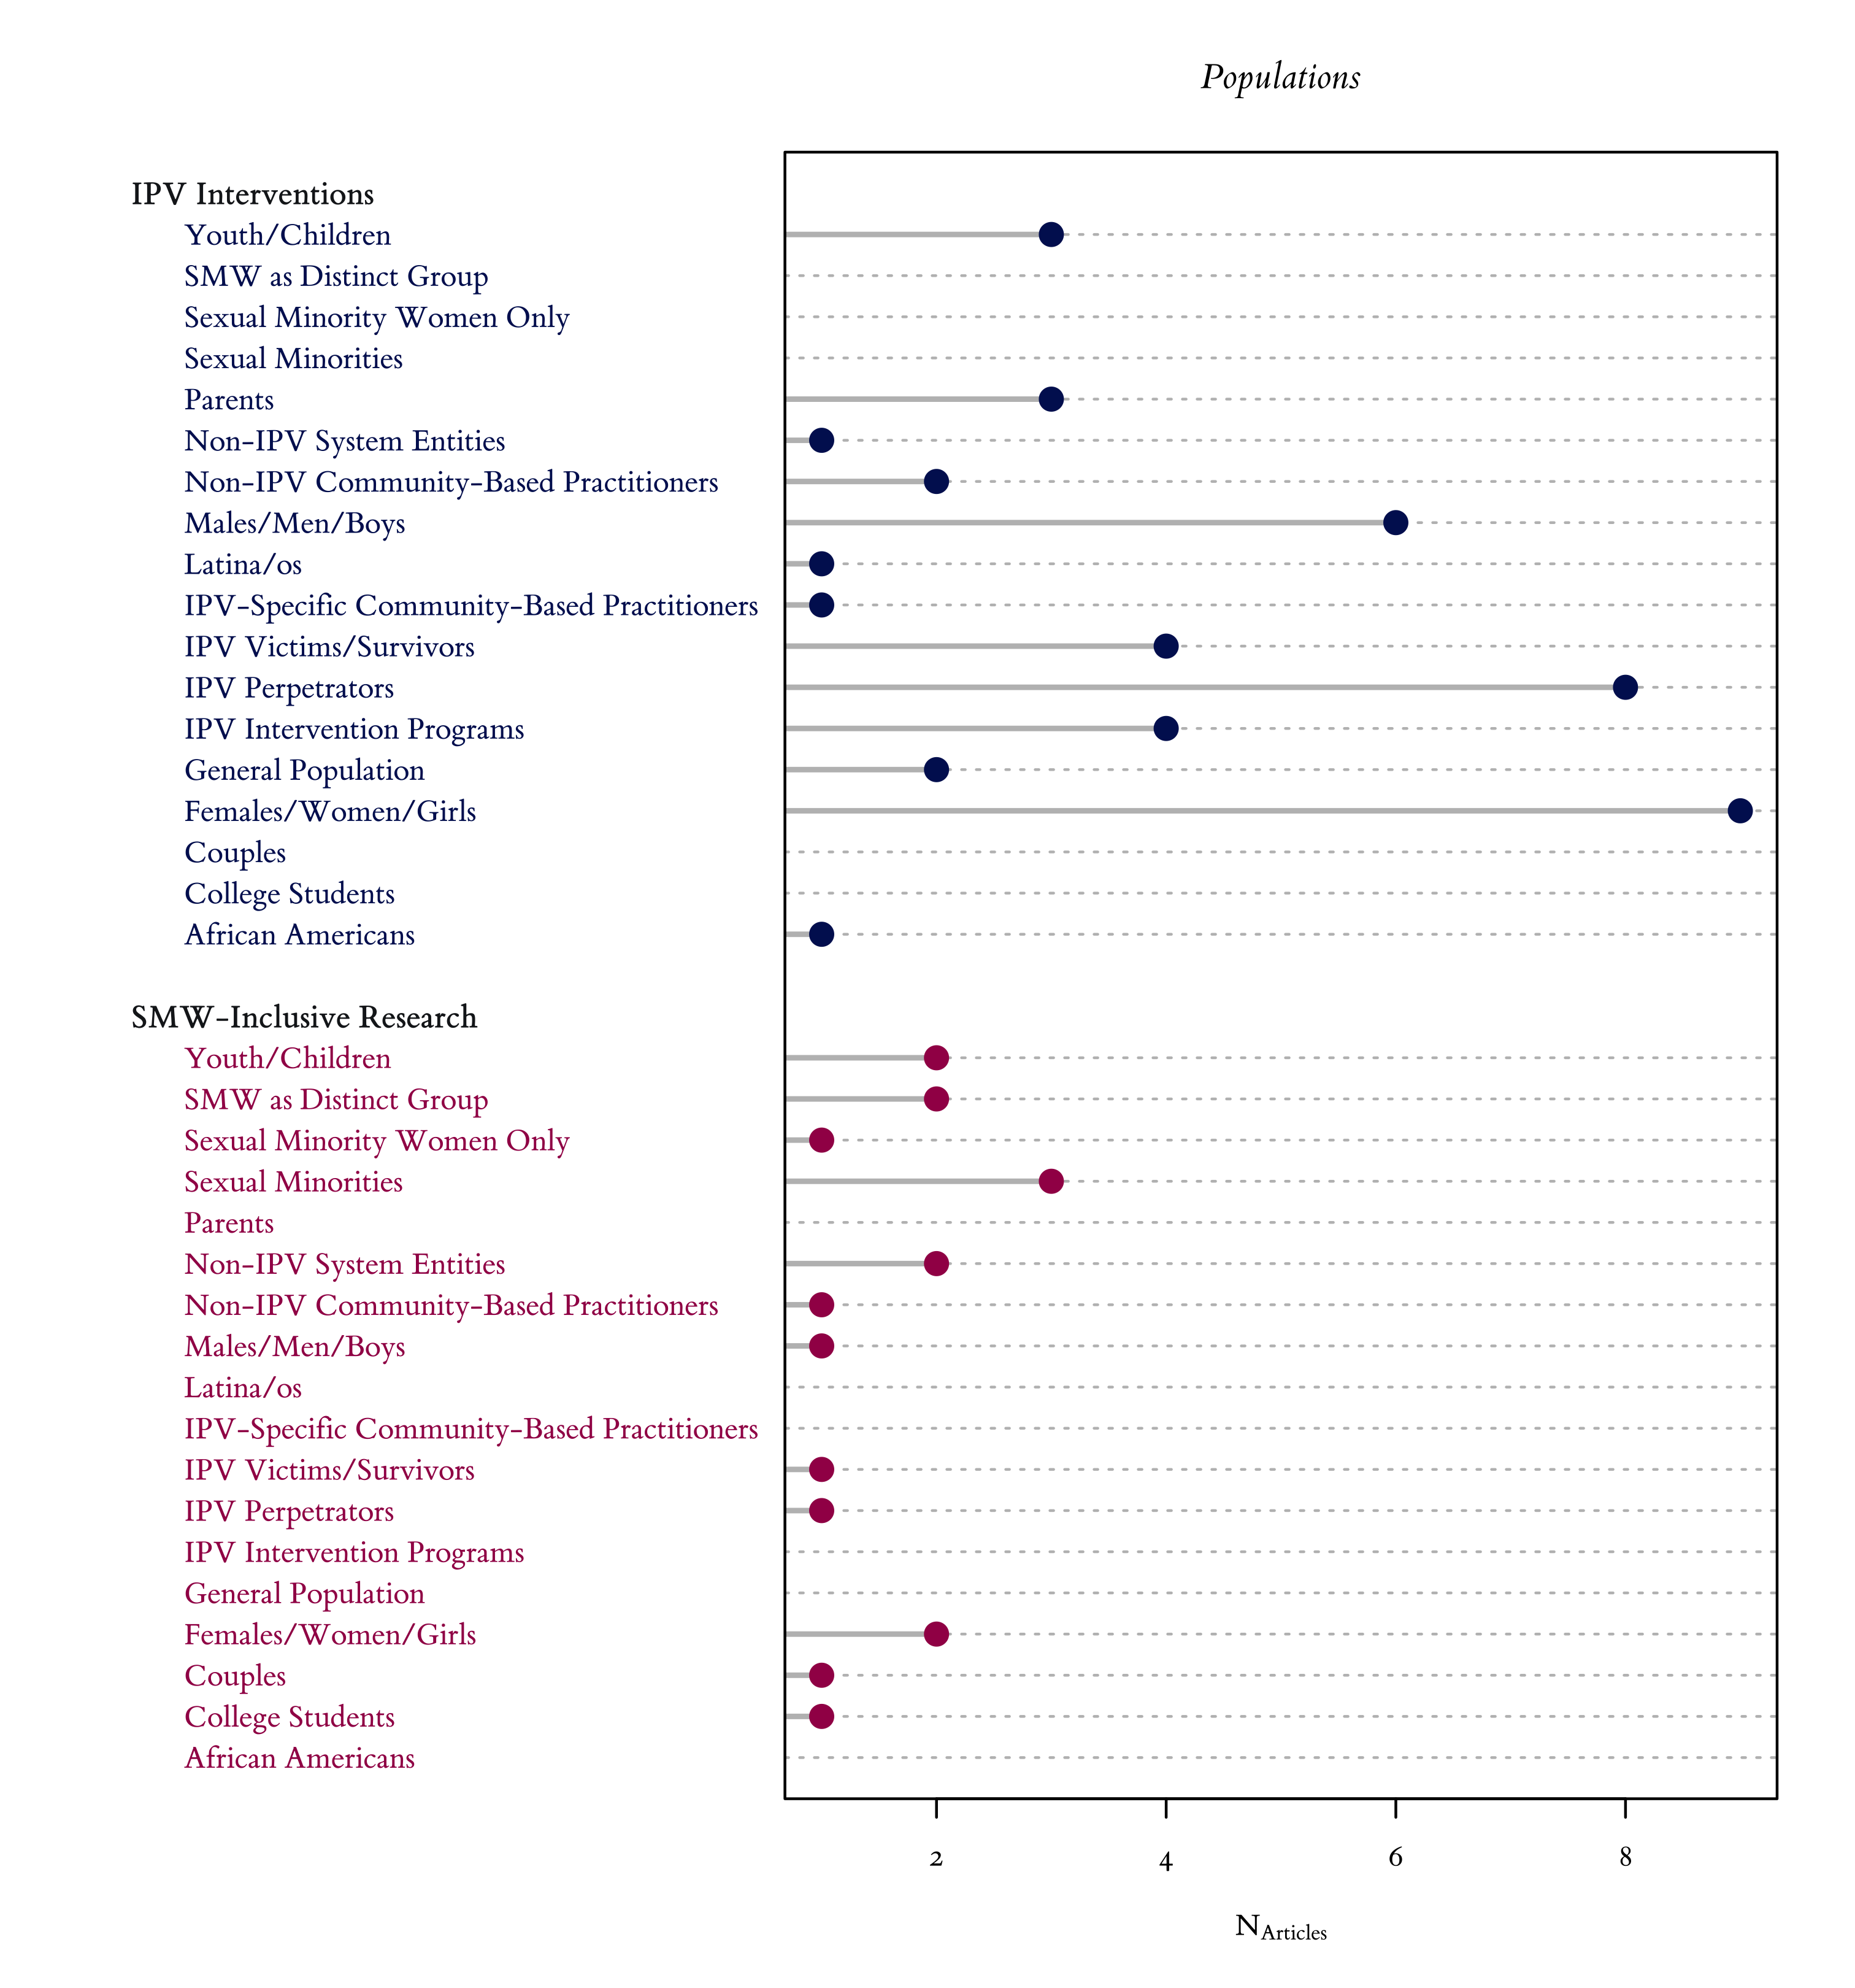 Populations
IPV Interventions
Youth/Children
SMW as Distinct Group
Sexual Minority Women Only
Sexual Minorities
Parents
Non-IPV System Entities
Non-IPV Community-Based Practitioners
Males/Men/Boys
Latina/os
IPV-Specific Community-Based Practitioners
IPV Victims/Survivors
IPV Perpetrators
IPV Intervention Programs
General Population
Females/Women/Girls
Couples
College Students
African Americans
SMW-Inclusive Research
Youth/Children
SMW as Distinct Group
Sexual Minority Women Only
Sexual Minorities
Parents
Non-IPV System Entities
Non-IPV Community-Based Practitioners
Males/Men/Boys
Latina/os
IPV-Specific Community-Based Practitioners
IPV Victims/Survivors
IPV Perpetrators
IPV Intervention Programs
General Population
Females/Women/Girls
Couples
College Students
African Americans
2 4 6 8
NArticles